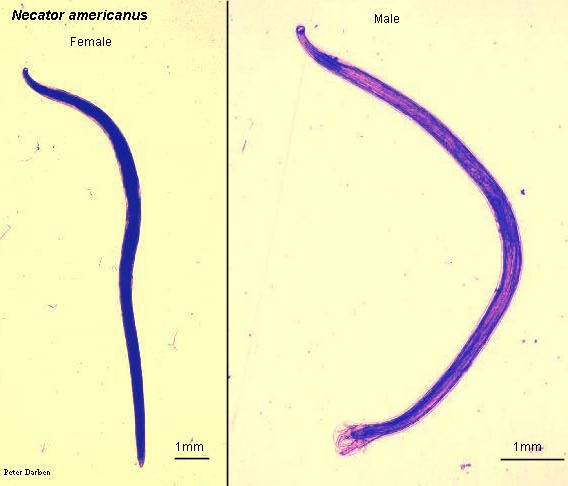 Necator americanus
Female
Male
1mm
1mm
Peter Darben